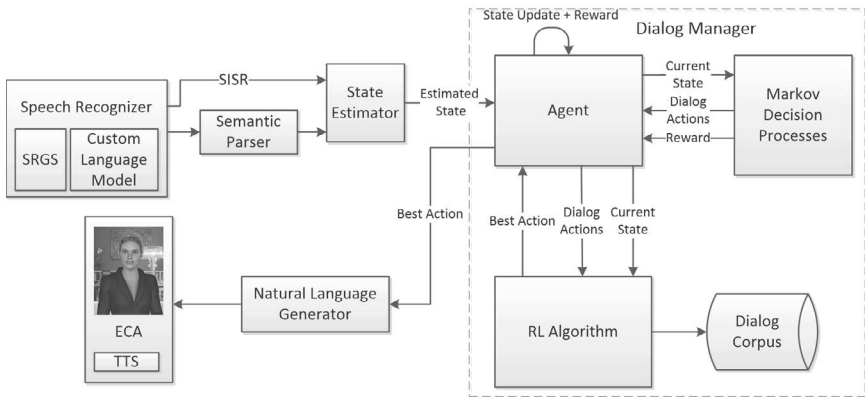 State Update + Reward
Dialog Manager
SISR
Speech Recognizer
SRGS
Custom
Language
Model
Semantic
Parser
State
Estimator
Estimated
State
Agent
Current
State
Dialog
Actions
Reward
Markov
Decision
Processes
Best Action
Best Action
Dialog
Actions
Current
State
ECA
TTS
Natural Language
Generator
RL Algorithm
Dialog
Corpus